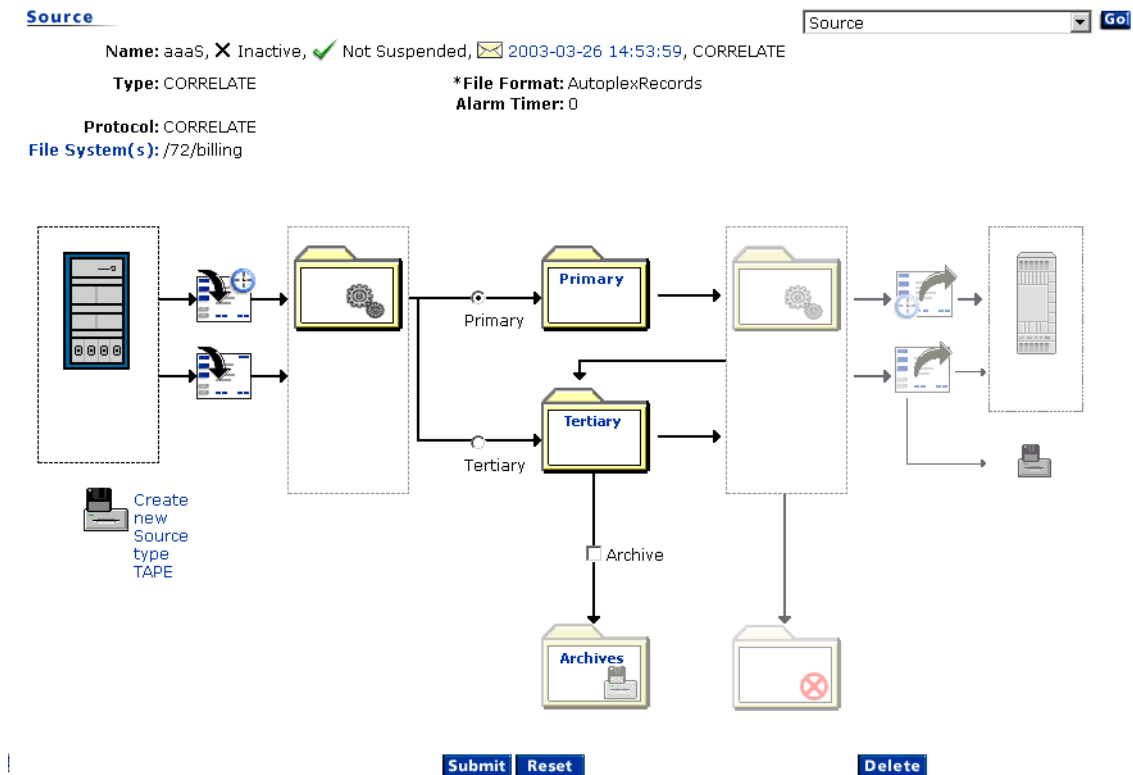 Source
Source
Go
Name: aaaS, Inactive, Not Suspended, 2003-03-26 14:53:59, CORRELATE
Type: CORRELATE
*File Format: AutoplexRecords
Alarm Timer: 0
Protocol: CORRELATE
File System(s): /72/billing
Primary
Primary
Tertiary
Tertiary
Create
new
Source
type
TAPE
Archive
Archives
Submit
Reset
Delete